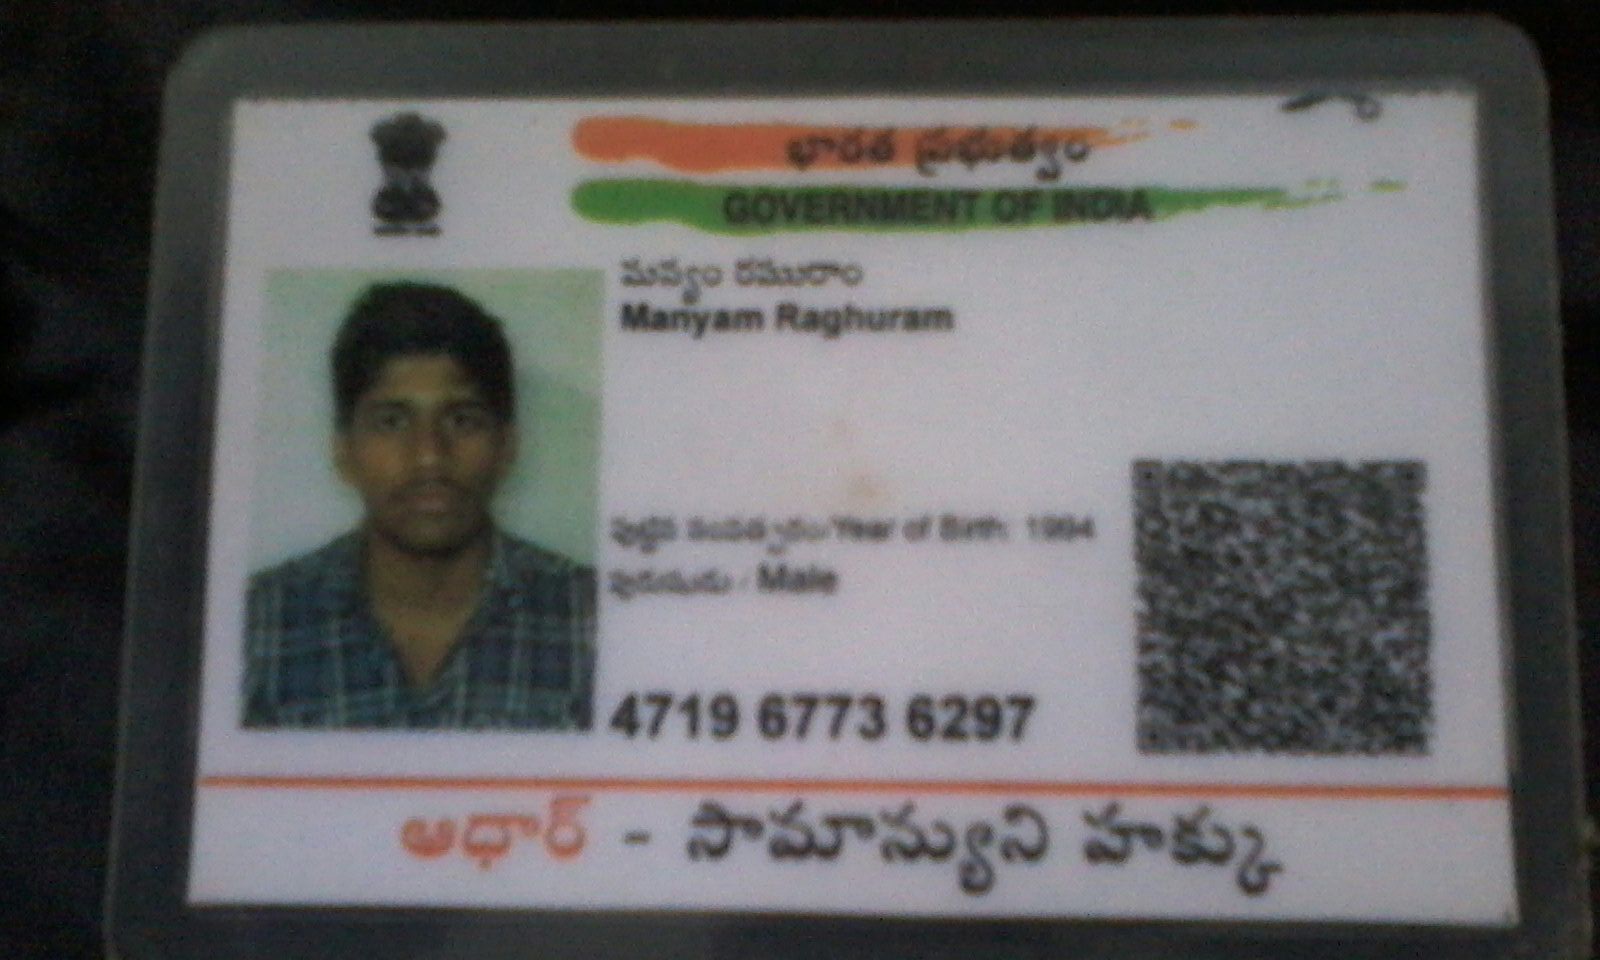 భారత ప్రభుత్వం
GOVERNMENT OF INDIA
మన్యం రఘురాం
Manyam Raghuram
పుట్టిన సంవత్సరం/Year of Birth: 1994
పురుషుడు / Male
4719 6773 6297
ఆధార్ - సామాన్యుని హక్కు